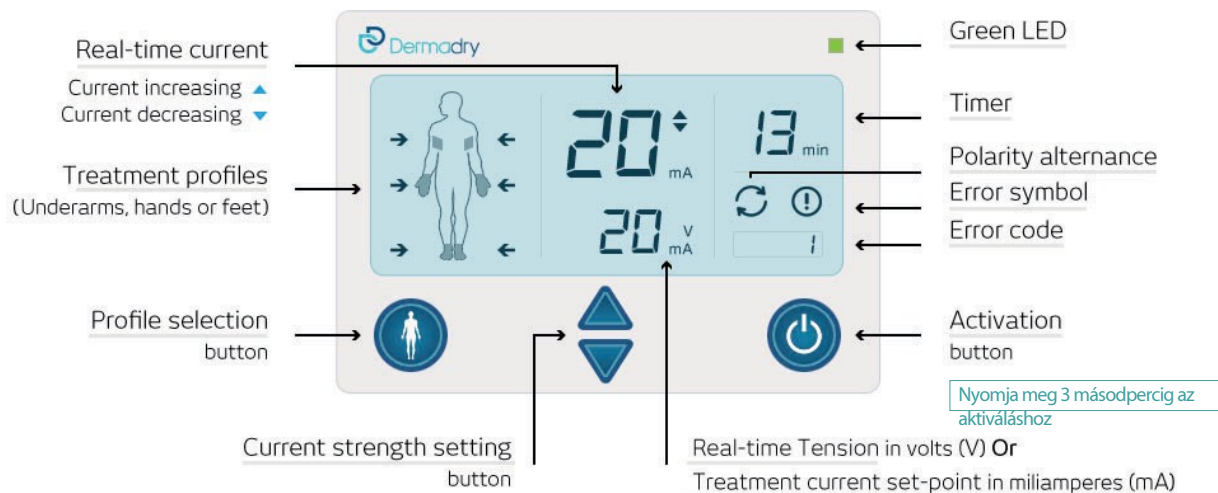 Real-time current
Current increasing ▲
Current decreasing ▼
Treatment profiles
(Underarms, hands or feet)
Profile selection
button
Current strength setting
button
Dermadry
20 mA
20 V
mA
13 min
1
Green LED
Timer
Polarity alternance
Error symbol
Error code
Activation
button
Nyomja meg 3 másodpercig az
aktiváláshoz
Real-time Tension in volts (V) Or
Treatment current set-point in miliamperes (mA)